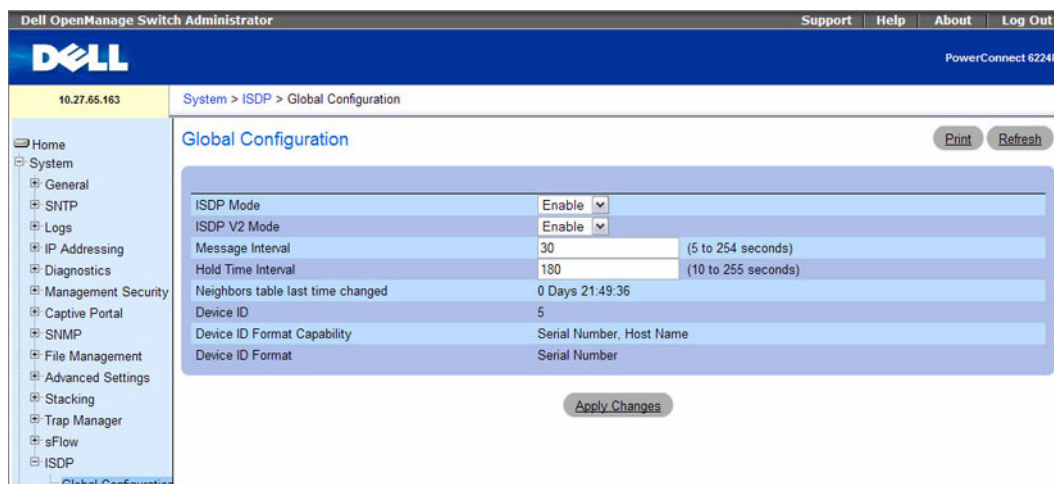 Dell OpenManage Switch Administrator Support Help About Log Out
DELL
PowerConnect 6224
10.27.65.163 System > ISDP > Global Configuration
Home
System
General
SNTP
Logs
IP Addressing
Diagnostics
Management Security
Captive Portal
SNMP
File Management
Advanced Settings
Stacking
Trap Manager
sFlow
ISDP
Global Configuration
Global Configuration
Print Refresh
ISDP Mode Enable
ISDP V2 Mode Enable
Message Interval 30 (5 to 254 seconds)
Hold Time Interval 180 (10 to 255 seconds)
Neighbors table last time changed 0 Days 21:49:36
Device ID 5
Device ID Format Capability Serial Number, Host Name
Device ID Format Serial Number
Apply Changes